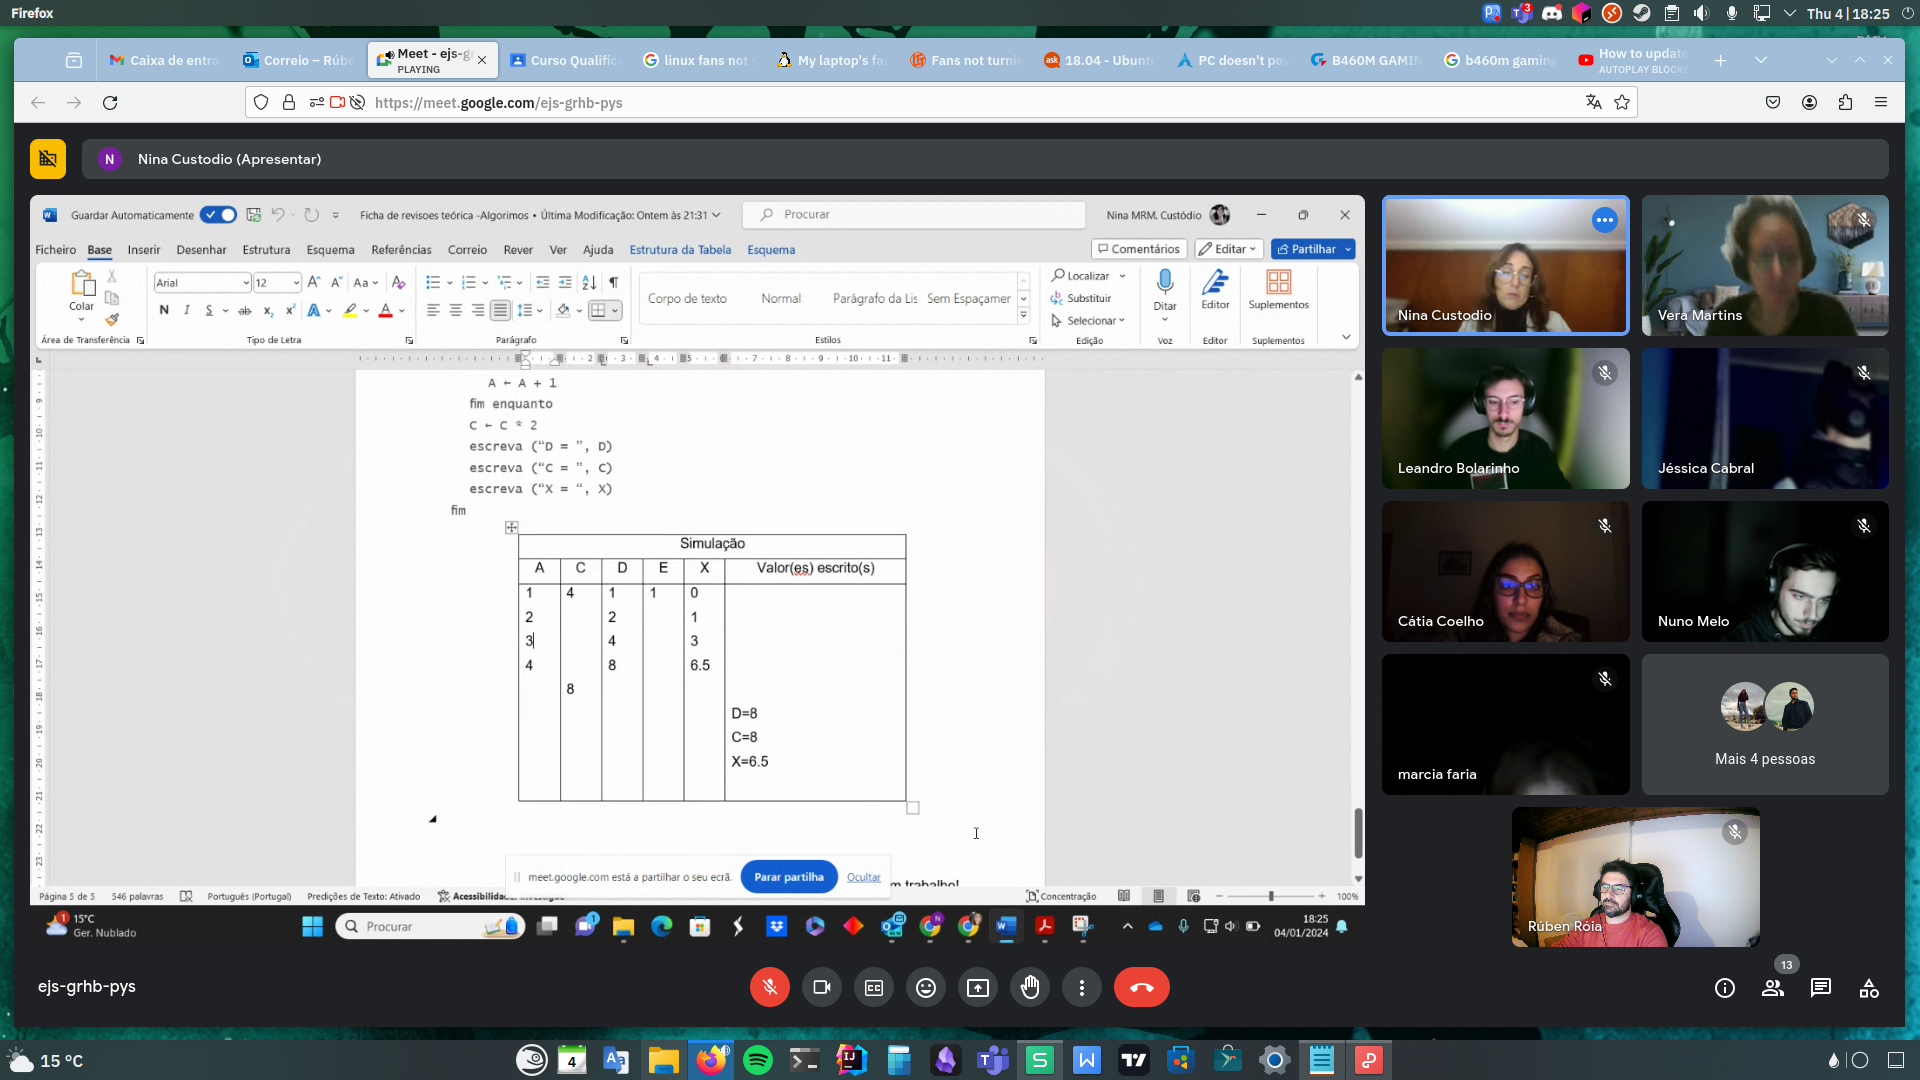 Firefox
3
Thu 4 | 18:25
Caixa de entra
Correio – Rúbe
Meet - ejs-gr
PLAYING
Curso Qualific
linux fans not
My laptop's fa
Fans not turnin
18.04 - Ubuntu
PC doesn't po
B460M GAMIN
b460m gaming
How to update
AUTOPLAY BLOCKE
https://meet.google.com/ejs-grhb-pys
N
Nina Custodio (Apresentar)
Guardar Automaticamente
Ficha de revisoes teórica -Algorimos • Última Modificação: Ontem às 21:31
Procurar
Nina MRM. Custódio
Ficheiro
Base
Inserir
Desenhar
Estrutura
Esquema
Referências
Correio
Rever
Ver
Ajuda
Estrutura da Tabela
Esquema
Comentários
Editar
Partilhar
Colar
Arial
12
N
I
S
ab
Corpo de texto
Normal
Parágrafo da Lis
Sem Espaçamer
Localizar
Substituir
Selecionar
Ditar
Editor
Suplementos
Área de Transferência
Tipo de Letra
Parágrafo
Estilos
Edição
Voz
Editor
Suplementos
A ← A + 1
fim enquanto
C ← C * 2
escreva (“D = ”, D)
escreva (“C = ”, C)
escreva (“X = “, X)
fim
Simulação
A C D E X Valor(es) escrito(s)
1 4 1 1 0
2 2 1
3 4 3
4 8 6.5
8
D=8
C=8
X=6.5
m trabalho!
meet.google.com está a partilhar o seu ecrã.
Parar partilha
Ocultar
Página 5 de 5
546 palavras
Português (Portugal)
Predições de Texto: Ativado
Concentração
100%
1
15°C
Ger. Nublado
Procurar
18:25
04/01/2024
Nina Custodio
Vera Martins
Leandro Bolarinho
Jéssica Cabral
Cátia Coelho
Nuno Melo
marcia faria
Mais 4 pessoas
Rúben Róia
ejs-grhb-pys
13
15 °C
4